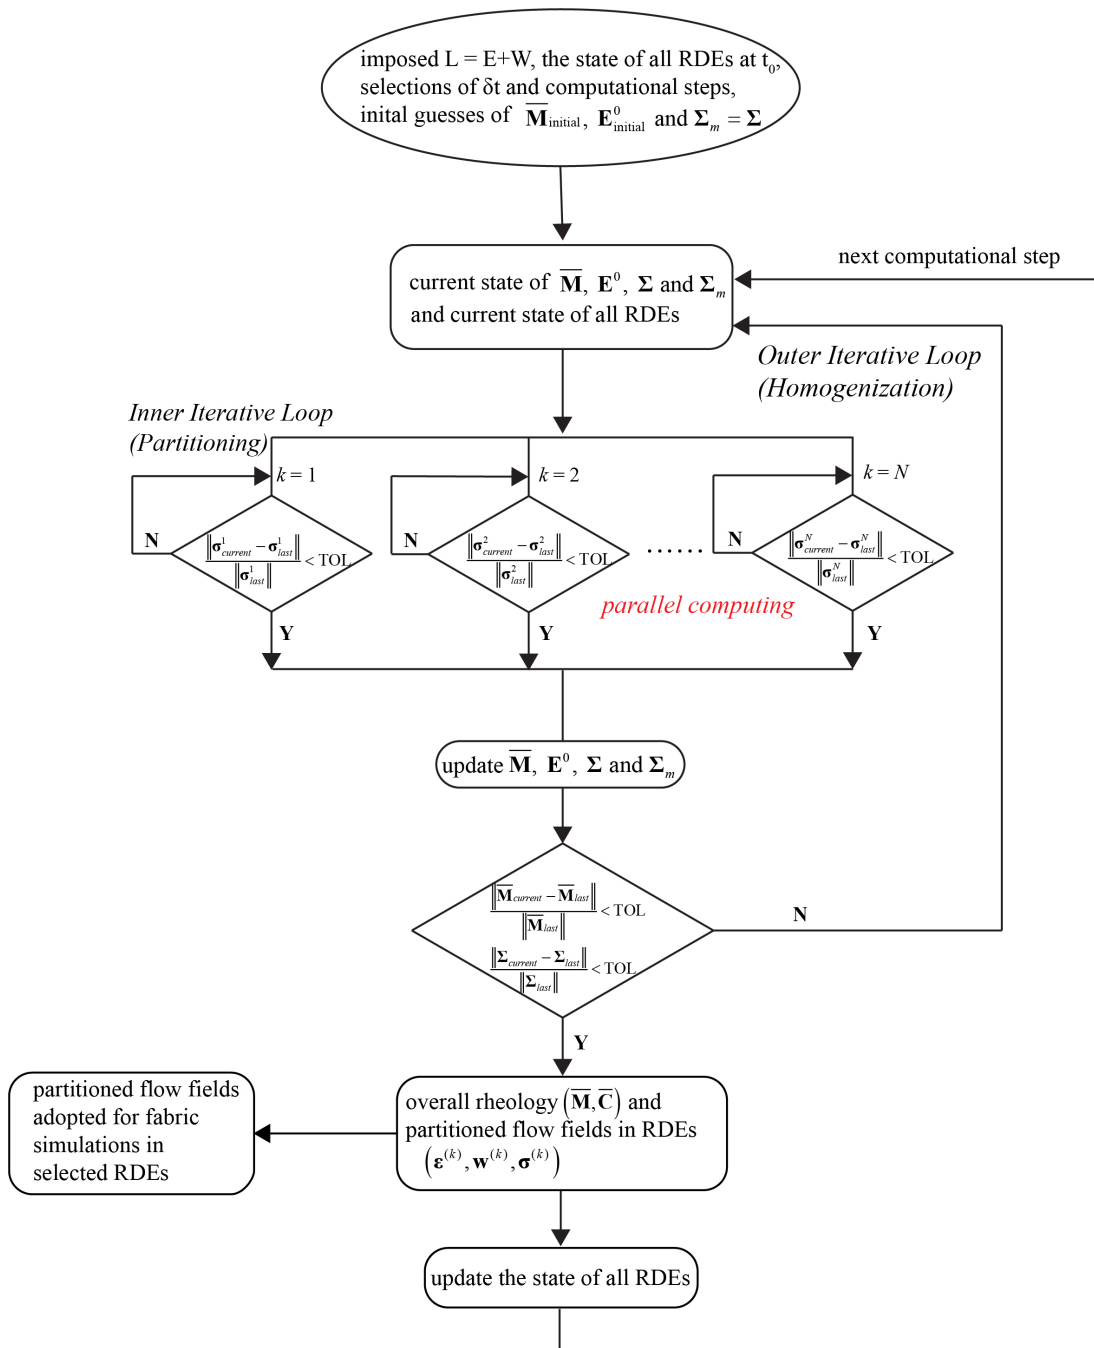 imposed L = E+W, the state of all RDEs at t₀,
selections of δt and computational steps,
inital guesses of M̅initial, E⁰initial and Σm = Σ
next computational step
current state of M̅, E⁰, Σ and Σm
and current state of all RDEs
Outer Iterative Loop
(Homogenization)
Inner Iterative Loop
(Partitioning)
k = 1
k = 2
k = N
N
‖σ¹current − σ¹last‖ / ‖σ¹last‖ < TOL
N
‖σ²current − σ²last‖ / ‖σ²last‖ < TOL
......
N
‖σᴺcurrent − σᴺlast‖ / ‖σᴺlast‖ < TOL
parallel computing
Y
Y
Y
update M̅, E⁰, Σ and Σm
‖M̅current − M̅last‖ / ‖M̅last‖ < TOL
N
‖Σcurrent − Σlast‖ / ‖Σlast‖ < TOL
Y
partitioned flow fields
adopted for fabric
simulations in
selected RDEs
overall rheology (M̅, C̅) and
partitioned flow fields in RDEs
(ε⁽ᵏ⁾, w⁽ᵏ⁾, σ⁽ᵏ⁾)
update the state of all RDEs